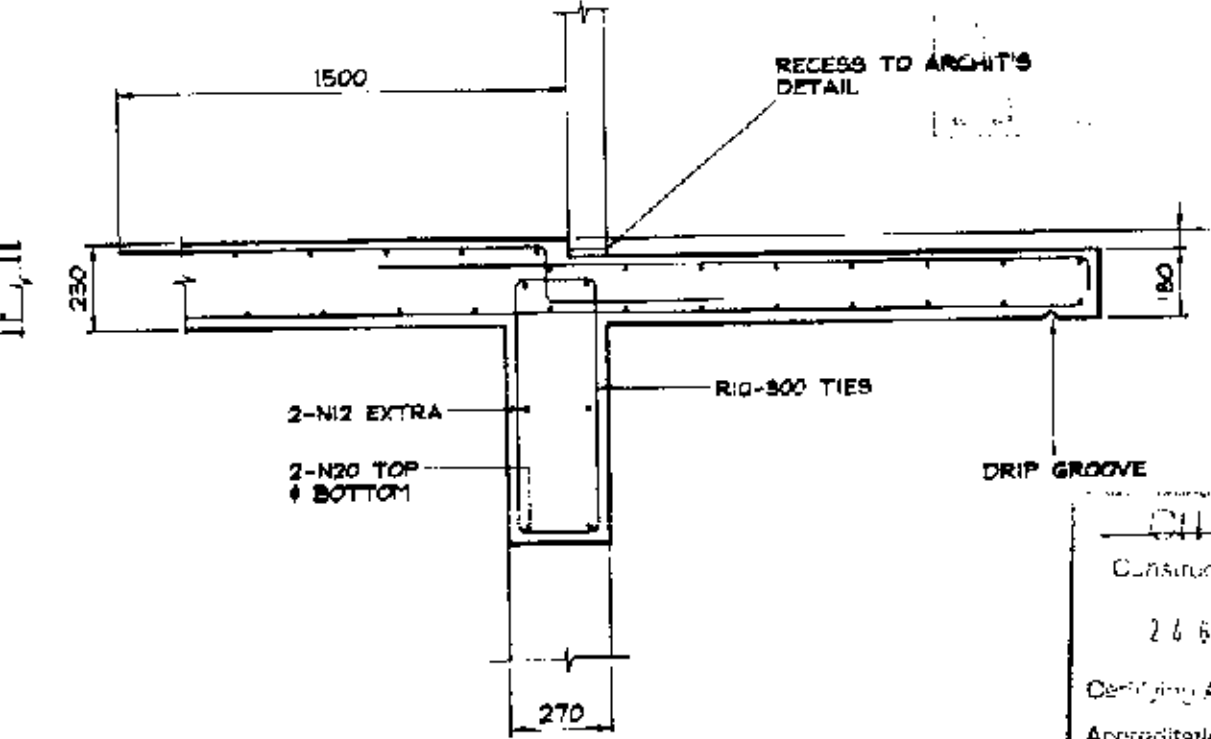 1500
RECESS TO ARCHIT'S
DETAIL
230
180
R10-300 TIES
2-N12 EXTRA
2-N20 TOP
& BOTTOM
DRIP GROOVE
270